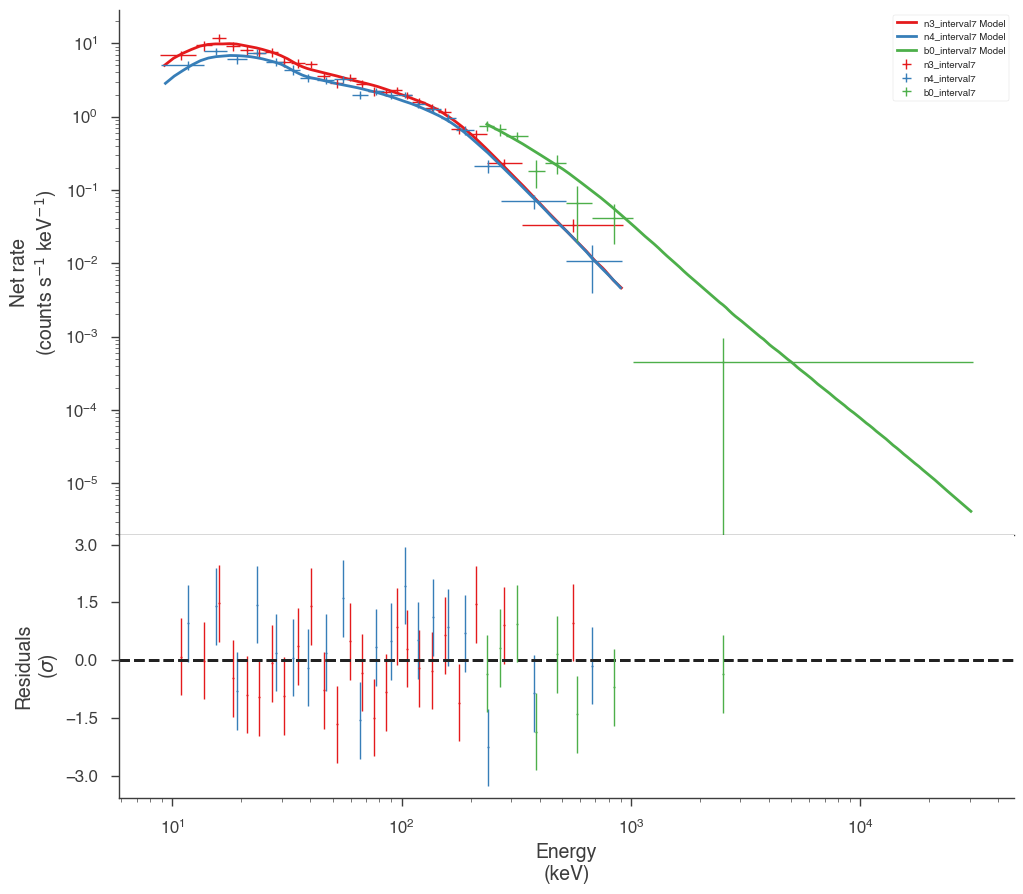 n3_interval7 Model
n4_interval7 Model
b0_interval7 Model
n3_interval7
n4_interval7
b0_interval7
10¹
10⁰
10⁻¹
10⁻²
10⁻³
10⁻⁴
10⁻⁵
Net rate
(counts s⁻¹ keV⁻¹)
3.0
1.5
0.0
−1.5
−3.0
Residuals
(σ)
10¹ 10² 10³ 10⁴
Energy
(keV)